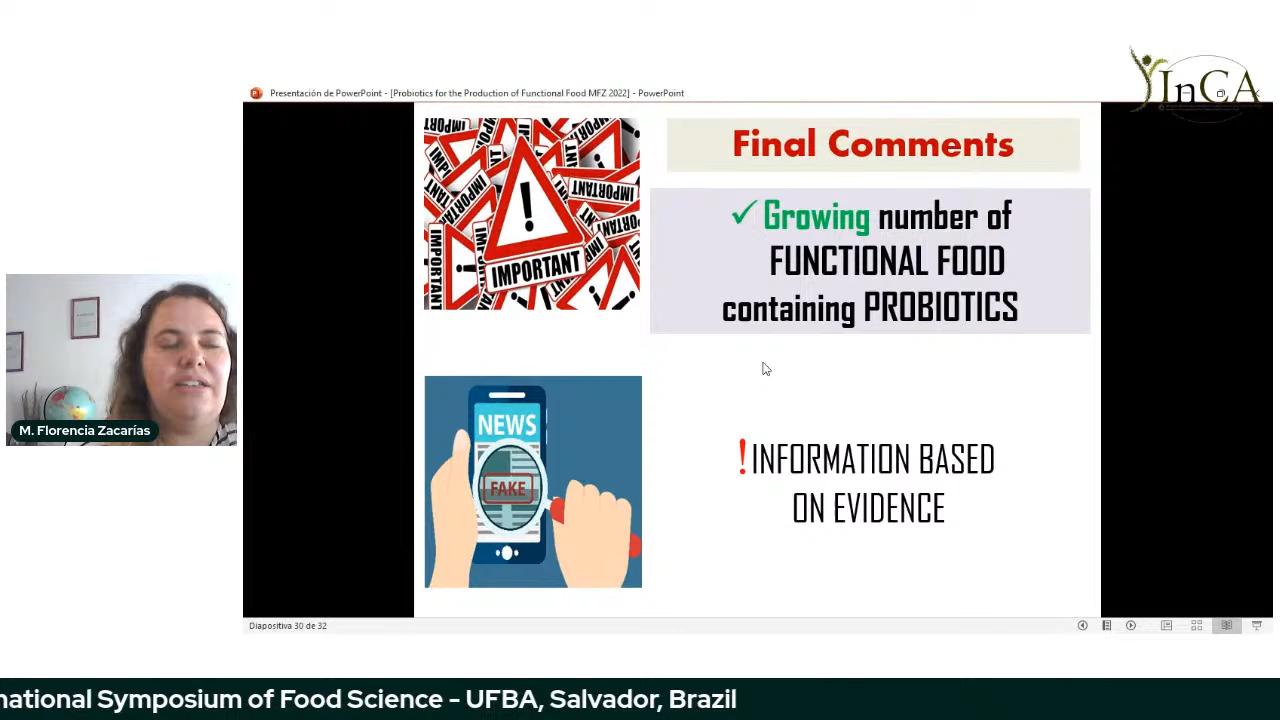 InCA
Presentación de PowerPoint - [Probiotics for the Production of Functional Food MFZ 2022] - PowerPoint
IMPORTANT
Final Comments
✓ Growing number of
FUNCTIONAL FOOD
containing PROBIOTICS
M. Florencia Zacarías
NEWS
FAKE
! INFORMATION BASED
ON EVIDENCE
Diapositiva 30 de 32
national Symposium of Food Science - UFBA, Salvador, Brazil